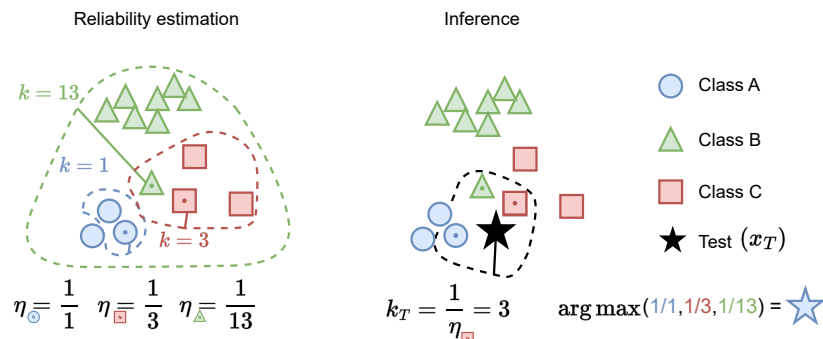 Reliability estimation
Inference
k = 13
k = 1
k = 3
Class A
Class B
Class C
Test (x_T)
η = 1/1 η = 1/3 η = 1/13
k_T = 1/η = 3
arg max(1/1,1/3,1/13) =